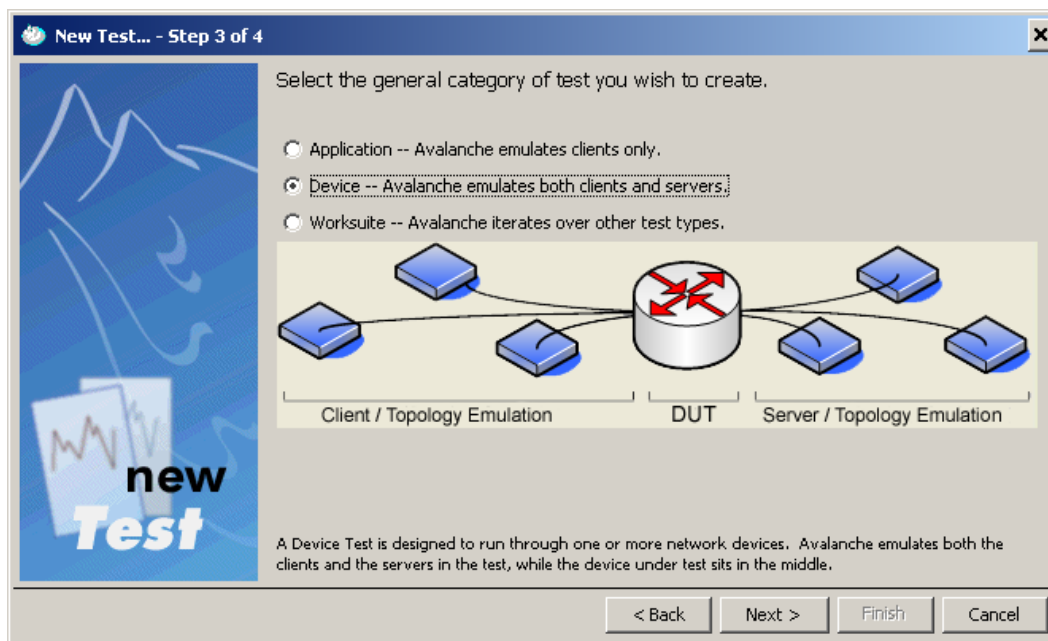 New Test... - Step 3 of 4
Select the general category of test you wish to create.
Application -- Avalanche emulates clients only.
Device -- Avalanche emulates both clients and servers.
Worksuite -- Avalanche iterates over other test types.
Client / Topology Emulation
DUT
Server / Topology Emulation
new
Test
A Device Test is designed to run through one or more network devices. Avalanche emulates both the
clients and the servers in the test, while the device under test sits in the middle.
< Back
Next >
Finish
Cancel